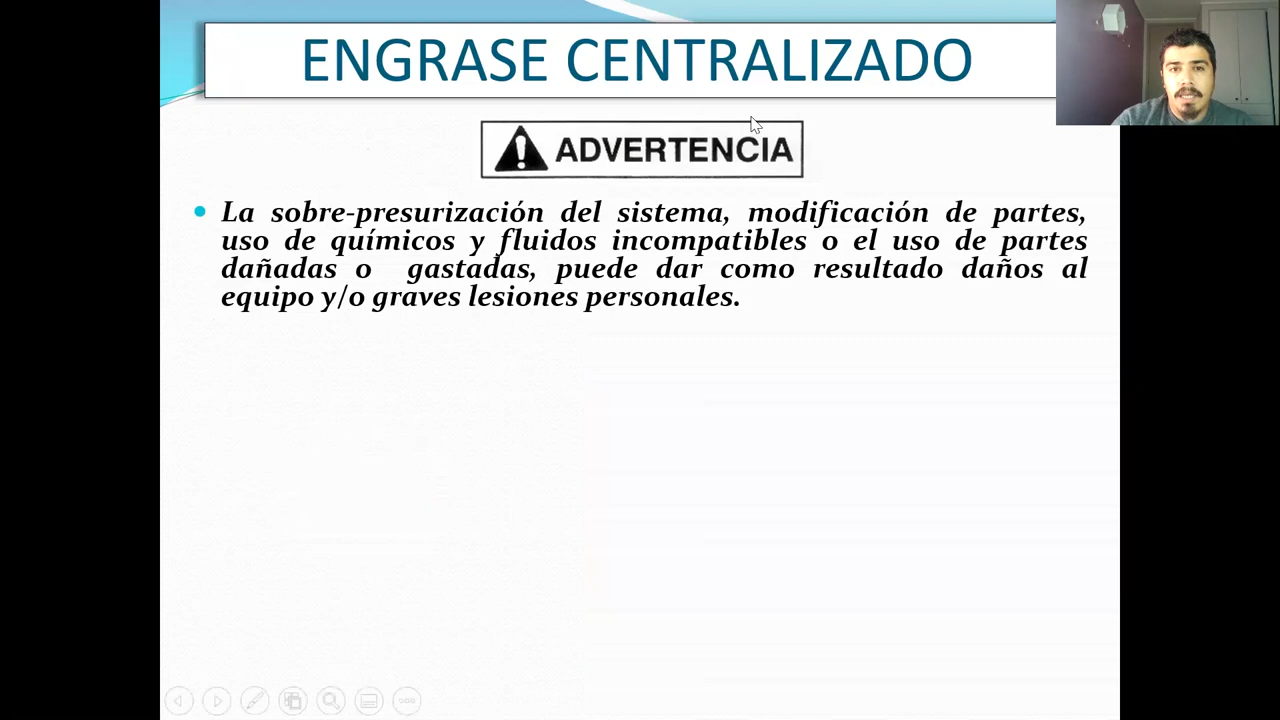 ENGRASE CENTRALIZADO
ADVERTENCIA
• La sobre-presurización del sistema, modificación de partes,
uso de químicos y fluidos incompatibles o el uso de partes
dañadas o gastadas, puede dar como resultado daños al
equipo y/o graves lesiones personales.